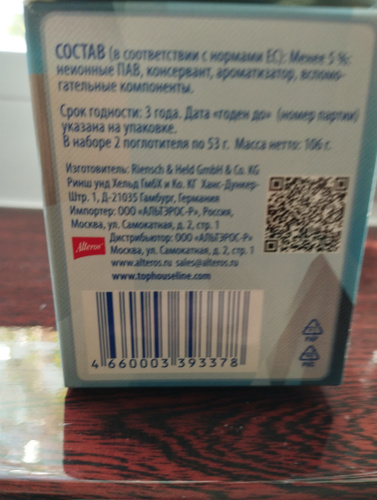 СОСТАВ (в соответствии с нормами ЕС): Менее 5 %:
неионные ПАВ, консервант, ароматизатор, вспомо-
гательные компоненты.
Срок годности: 3 года. Дата «годен до» (номер партии)
указана на упаковке.
В наборе 2 поглотителя по 53 г. Масса нетто: 106 г.
Изготовитель: Riensch & Held GmbH & Co. KG
Ринш унд Хельд ГмбХ и Ко. КГ Ханс-Дункер-
Штр. 1, Д-21035 Гамбург, Германия
Импортер: ООО «АЛЬТЭРОС-Р», Россия,
Москва, ул. Самокатная, д. 2, стр. 1
Alteros
Дистрибьютор: ООО «АЛЬТЭРОС-Р»
Москва, ул. Самокатная, д. 2, стр. 1
www.alteros.ru sales@alteros.ru
www.tophouseline.com
4 660003 393378
PAP